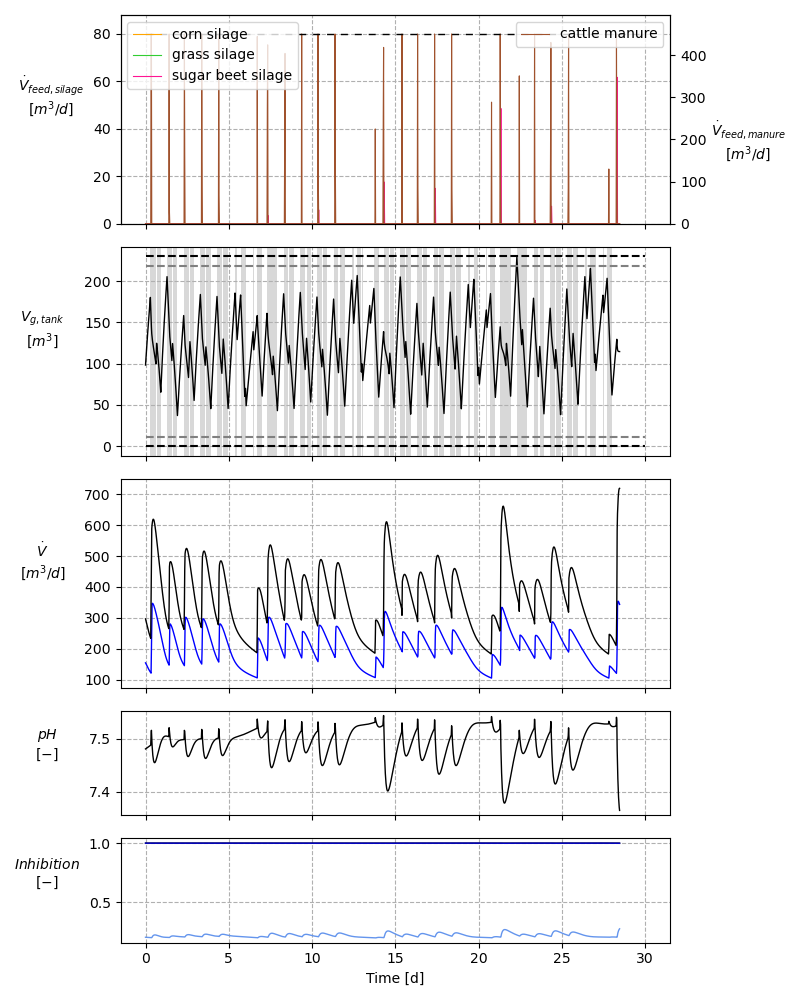 corn silage
grass silage
sugar beet silage
cattle manure
V̇feed,silage
[m³/d]
80
60
40
20
0
400
300
200
100
0
V̇feed,manure
[m³/d]
Vg,tank
[m³]
200
150
100
50
0
V̇
[m³/d]
700
600
500
400
300
200
100
pH
[−]
7.5
7.4
Inhibition
[−]
1.0
0.5
0 5 10 15 20 25 30
Time [d]